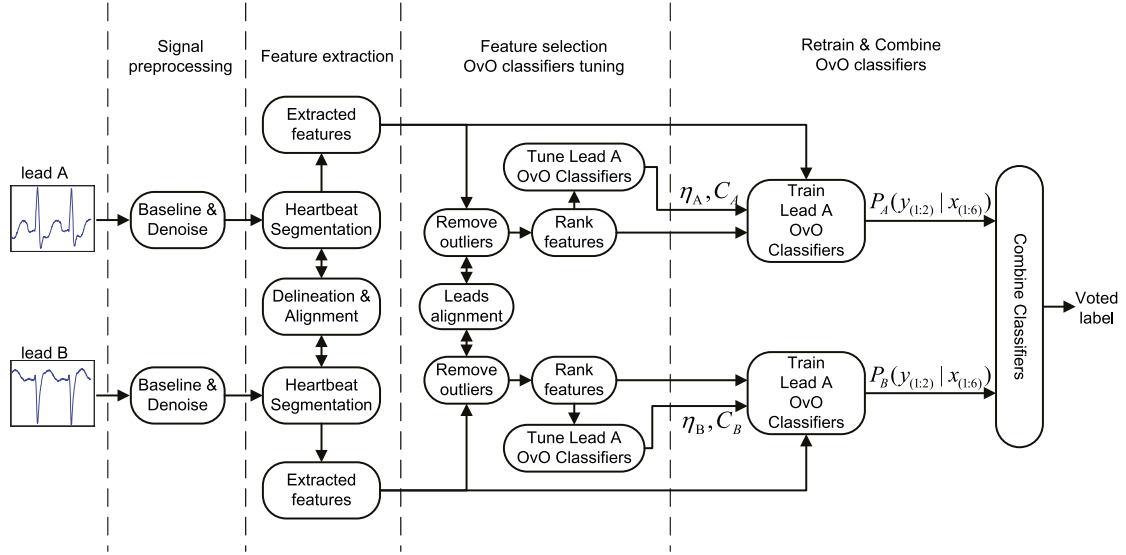 Signal
preprocessing
Feature extraction
Feature selection
OvO classifiers tuning
Retrain & Combine
OvO classifiers
lead A
Baseline &
Denoise
Extracted
features
Heartbeat
Segmentation
Delineation &
Alignment
Remove
outliers
Rank
features
Tune Lead A
OvO Classifiers
η_A, C_A
Train
Lead A
OvO
Classifiers
P_A(y_(1:2) | x_(1:6))
Leads
alignment
Combine Classifiers
Voted
label
lead B
Baseline &
Denoise
Heartbeat
Segmentation
Extracted
features
Remove
outliers
Rank
features
Tune Lead A
OvO Classifiers
η_B, C_B
Train
Lead A
OvO
Classifiers
P_B(y_(1:2) | x_(1:6))